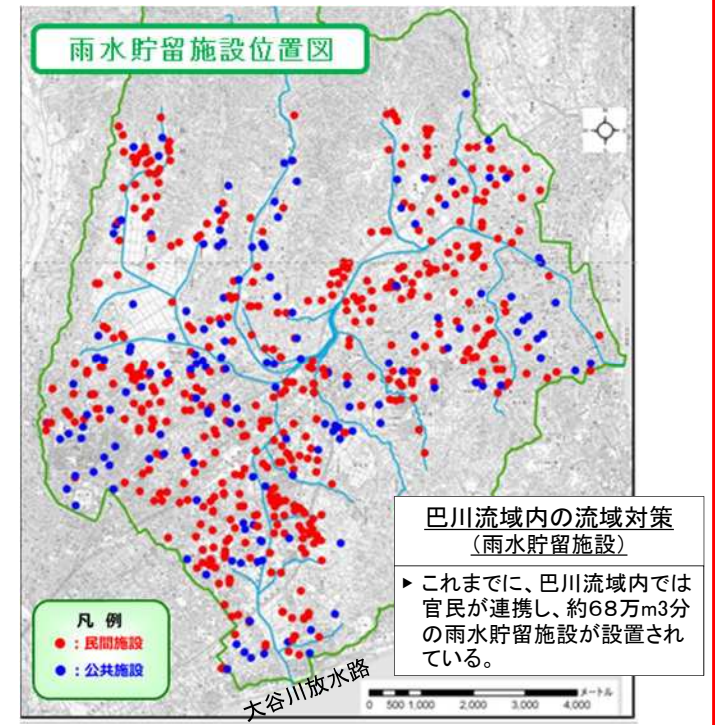 雨水貯留施設位置図
巴川流域内の流域対策
（雨水貯留施設）
▶ これまでに、巴川流域内では
官民が連携し、約６８万m3分
の雨水貯留施設が設置され
ている。
凡 例
● : 民間施設
● : 公共施設
大谷川放水路
0 500 1,000 2,000 3,000 4,000 メートル